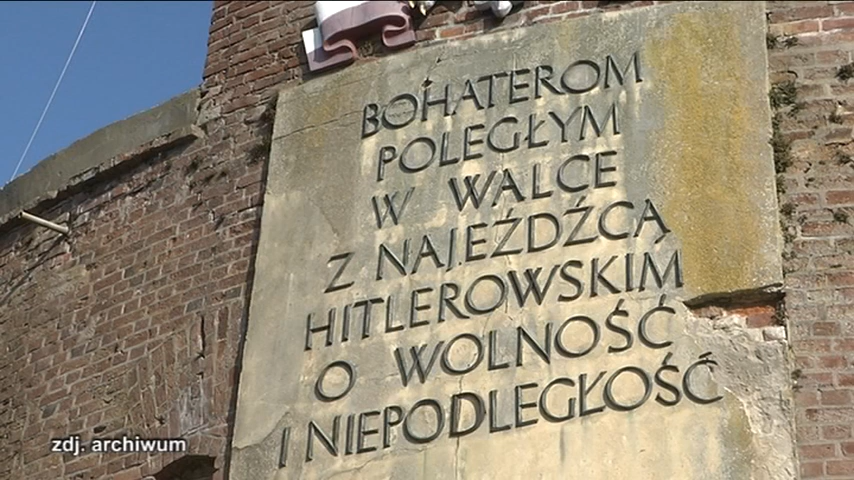 BOHATEROM
POLEGŁYM
W WALCE
Z NAJEŹDŹCĄ
HITLEROWSKIM
O WOLNOŚĆ
I NIEPODLEGŁOŚĆ
zdj. archiwum